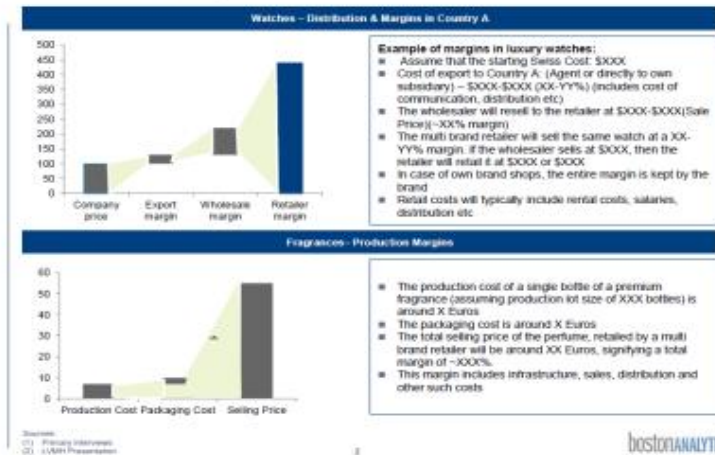 Watches – Distribution & Margins in Country A
500
450
400
350
300
250
200
150
100
50
0
Company price
Export margin
Wholesale margin
Retailer margin
Example of margins in luxury watches:
Assume that the starting Swiss Cost: $XXX
Cost of export to Country A: (Agent or directly to own
subsidiary) – $XXX-$XXX (XX-YY%) (includes cost of
communication, distribution etc)
The wholesaler will resell to the retailer at $XXX-$XXX(Sale
Price)(~XX% margin)
The multi brand retailer will sell the same watch at a XX-
YY% margin. If the wholesaler sells at $XXX, then the
retailer will retail it at $XXX or $XXX
In case of own brand shops, the entire margin is kept by the
brand
Retail costs will typically include rental costs, salaries,
distribution etc
Fragrances- Production Margins
60
50
40
30
20
10
0
Production Cost
Packaging Cost
Selling Price
The production cost of a single bottle of a premium
fragrance (assuming production lot size of XXX bottles) is
around X Euros
The packaging cost is around X Euros
The total selling price of the perfume, retailed by a multi
brand retailer will be around XX Euros, signifying a total
margin of ~XXX%.
This margin includes infrastructure, sales, distribution and
other such costs
Sources:
(1) Primary Interviews
(2) LVMH Presentation
bostonANALYT